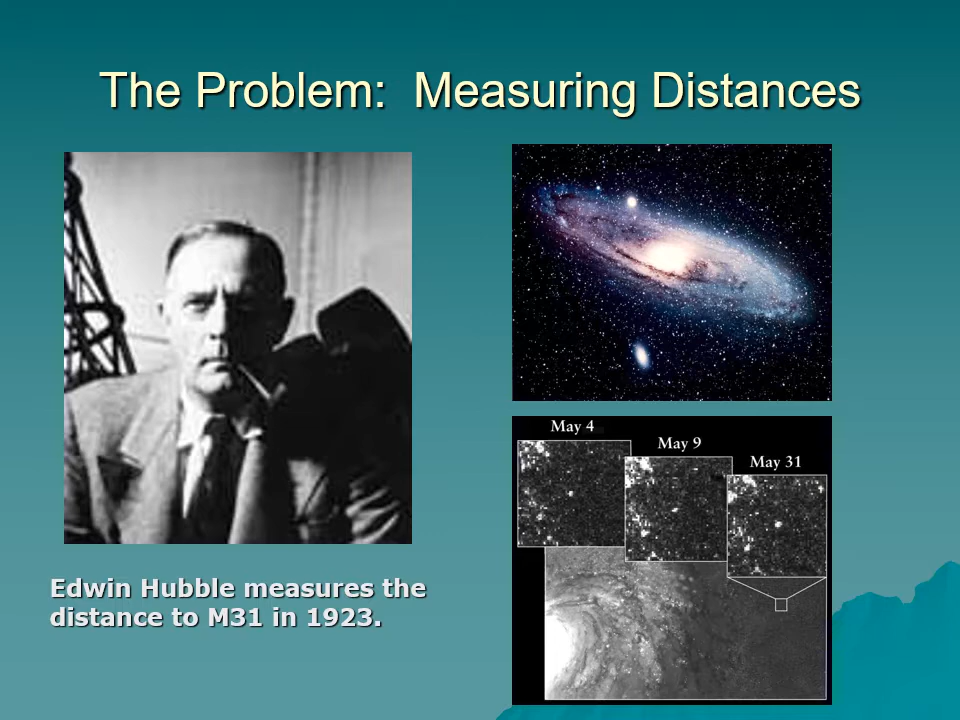 The Problem: Measuring Distances
May 4
May 9
May 31
Edwin Hubble measures the
distance to M31 in 1923.